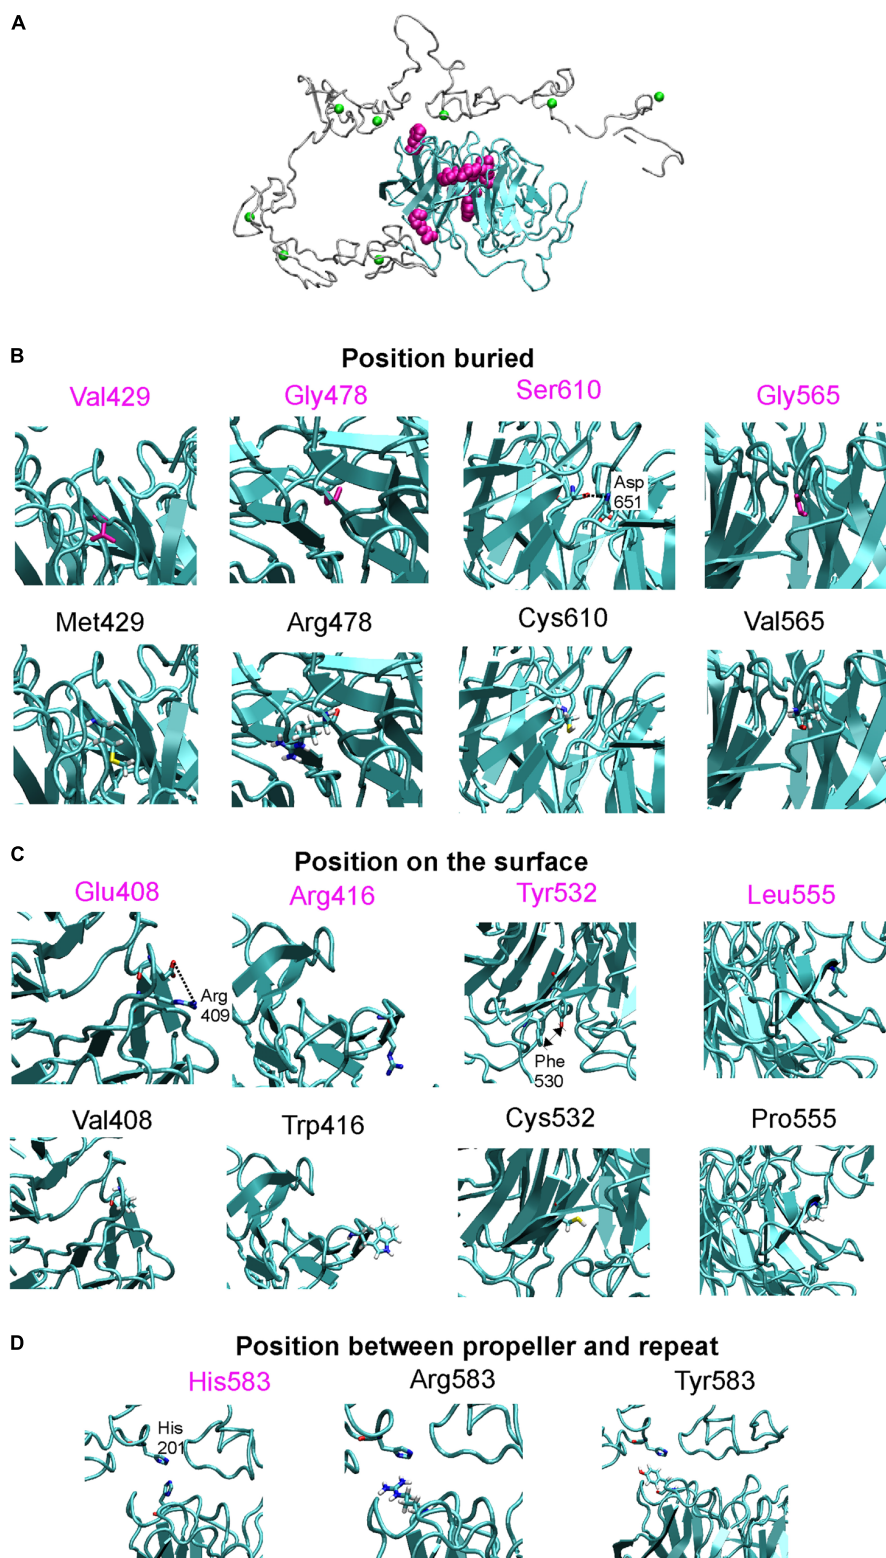 A
B
Position buried
Val429 Gly478 Ser610 Gly565
Asp
651
Met429 Arg478 Cys610 Val565
C
Position on the surface
Glu408 Arg416 Tyr532 Leu555
Arg
409
Phe
530
Val408 Trp416 Cys532 Pro555
D
Position between propeller and repeat
His583 Arg583 Tyr583
His
201